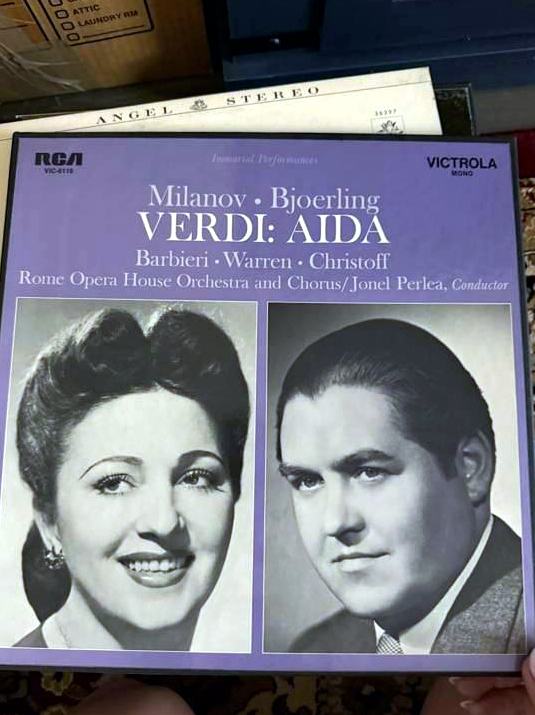 ATTIC
LAUNDRY RM
ANGEL STEREO
RCA
VIC-6119
Immortal Performances
VICTROLA
MONO
Milanov • Bjoerling
VERDI: AIDA
Barbieri • Warren • Christoff
Rome Opera House Orchestra and Chorus/Jonel Perlea, Conductor